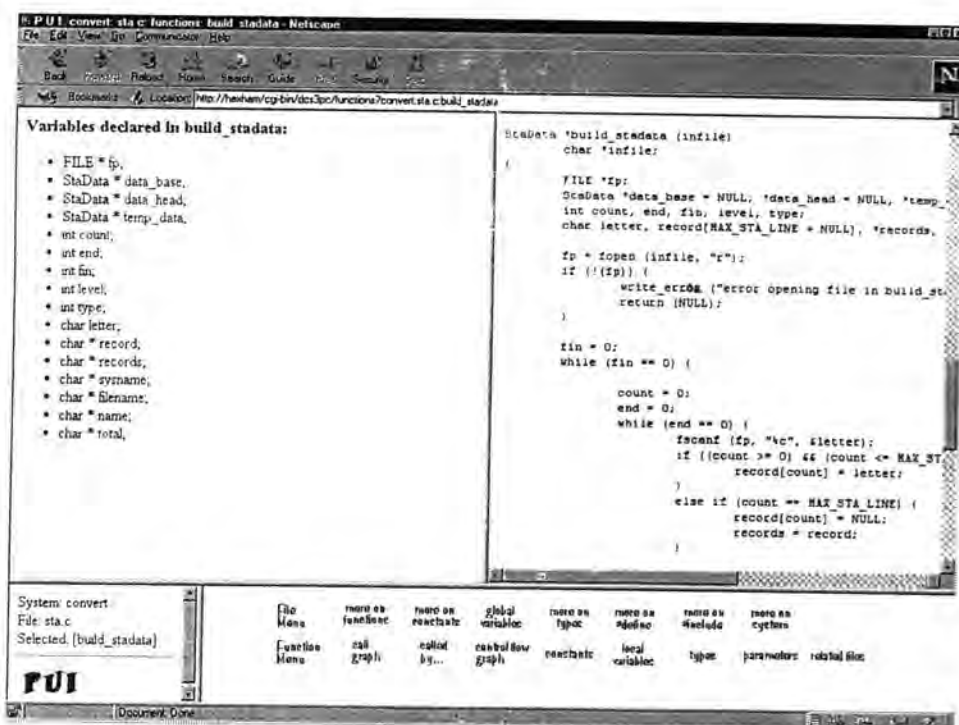 P U I: convert: sta.c: functions: build_stadata - Netscape
File Edit View Go Communicator Help
Back Reload Home Search Guide Security
Bookmarks Location: http://hexham/cgi-bin/dcs3pc/functions?convert.sta.c:build_stadata
Variables declared in build_stadata:
• FILE * fp;
• StaData * data_base;
• StaData * data_head;
• StaData * temp_data;
• int count;
• int end;
• int fin;
• int level;
• int type;
• char letter;
• char * record;
• char * records;
• char * sysname;
• char * filename;
• char * name;
• char * total;
StaData *build_stadata (infile)
char *infile;
{
FILE *fp;
StaData *data_base = NULL, *data_head = NULL, *temp_
int count, end, fin, level, type;
char letter, record[MAX_STA_LINE + NULL], *records,
fp = fopen (infile, "r");
if (!(fp)) {
write_error ("error opening file in build_st
return (NULL);
}
fin = 0;
while (fin == 0) {
count = 0;
end = 0;
while (end == 0) {
fscanf (fp, "%c", &letter);
if ((count >= 0) && (count <= MAX_ST
record[count] = letter;
}
else if (count == MAX_STA_LINE) {
record[count] = NULL;
records = record;
}
System: convert
File: sta.c
Selected: [build_stadata]
PUI
File Menu more on functions more on constants global variables more on types more on #define more on #include more on system
Function Menu call graph called by... control flow graph constants local variables types parameters related files
Document: Done